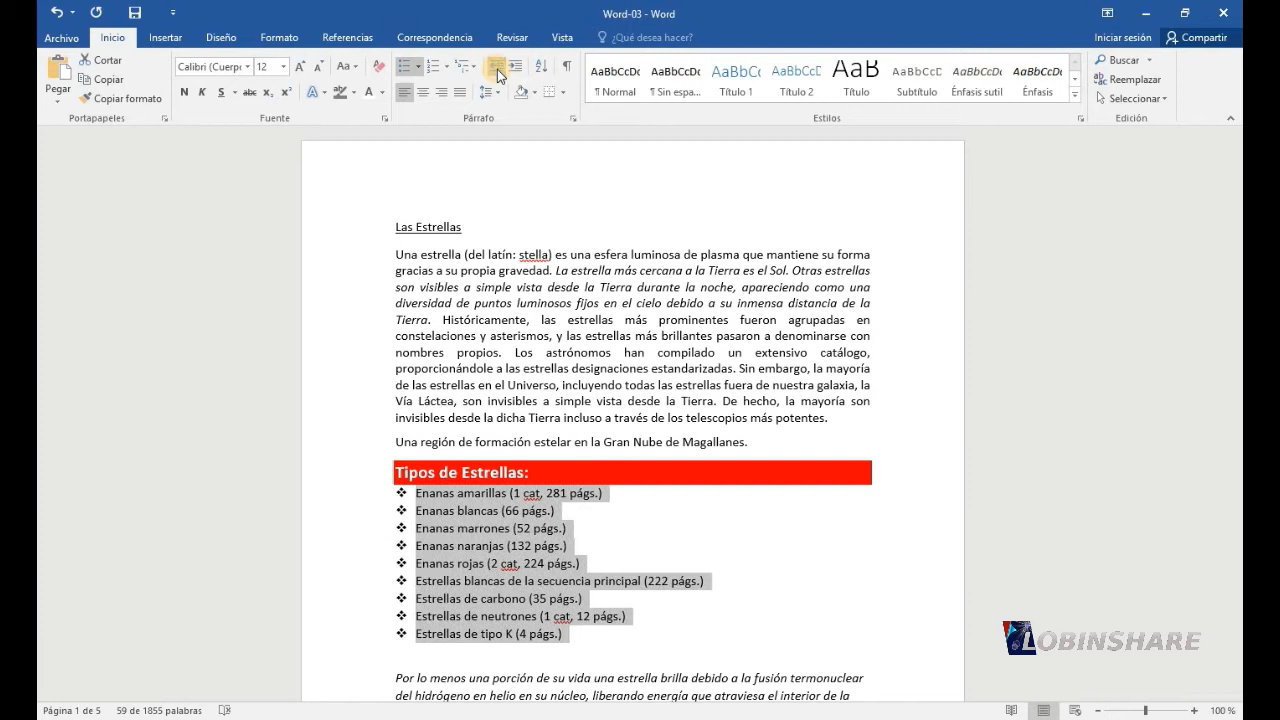 Word-03 - Word
Archivo Inicio Insertar Diseño Formato Referencias Correspondencia Revisar Vista ¿Qué desea hacer? Iniciar sesión Compartir
Pegar
Cortar
Copiar
Copiar formato
Portapapeles
Calibri (Cuerp 12 Aa
N K S abc x₂ x² A ab A
Fuente
Párrafo
AaBbCcDc AaBbCcDc AaBbCc AaBbCcD AaB AaBbCcD AaBbCcDc AaBbCcDc
¶ Normal ¶ Sin espa... Título 1 Título 2 Título Subtítulo Énfasis sutil Énfasis
Estilos
Buscar
Reemplazar
Seleccionar
Edición
Las Estrellas
Una estrella (del latín: stella) es una esfera luminosa de plasma que mantiene su forma
gracias a su propia gravedad. La estrella más cercana a la Tierra es el Sol. Otras estrellas
son visibles a simple vista desde la Tierra durante la noche, apareciendo como una
diversidad de puntos luminosos fijos en el cielo debido a su inmensa distancia de la
Tierra. Históricamente, las estrellas más prominentes fueron agrupadas en
constelaciones y asterismos, y las estrellas más brillantes pasaron a denominarse con
nombres propios. Los astrónomos han compilado un extensivo catálogo,
proporcionándole a las estrellas designaciones estandarizadas. Sin embargo, la mayoría
de las estrellas en el Universo, incluyendo todas las estrellas fuera de nuestra galaxia, la
Vía Láctea, son invisibles a simple vista desde la Tierra. De hecho, la mayoría son
invisibles desde la dicha Tierra incluso a través de los telescopios más potentes.
Una región de formación estelar en la Gran Nube de Magallanes.
Tipos de Estrellas:
❖ Enanas amarillas (1 cat, 281 págs.)
❖ Enanas blancas (66 págs.)
❖ Enanas marrones (52 págs.)
❖ Enanas naranjas (132 págs.)
❖ Enanas rojas (2 cat, 224 págs.)
❖ Estrellas blancas de la secuencia principal (222 págs.)
❖ Estrellas de carbono (35 págs.)
❖ Estrellas de neutrones (1 cat, 12 págs.)
❖ Estrellas de tipo K (4 págs.)
Por lo menos una porción de su vida una estrella brilla debido a la fusión termonuclear
del hidrógeno en helio en su núcleo, liberando energía que atraviesa el interior de la
LOBINSHARE
Página 1 de 5 59 de 1855 palabras 100 %